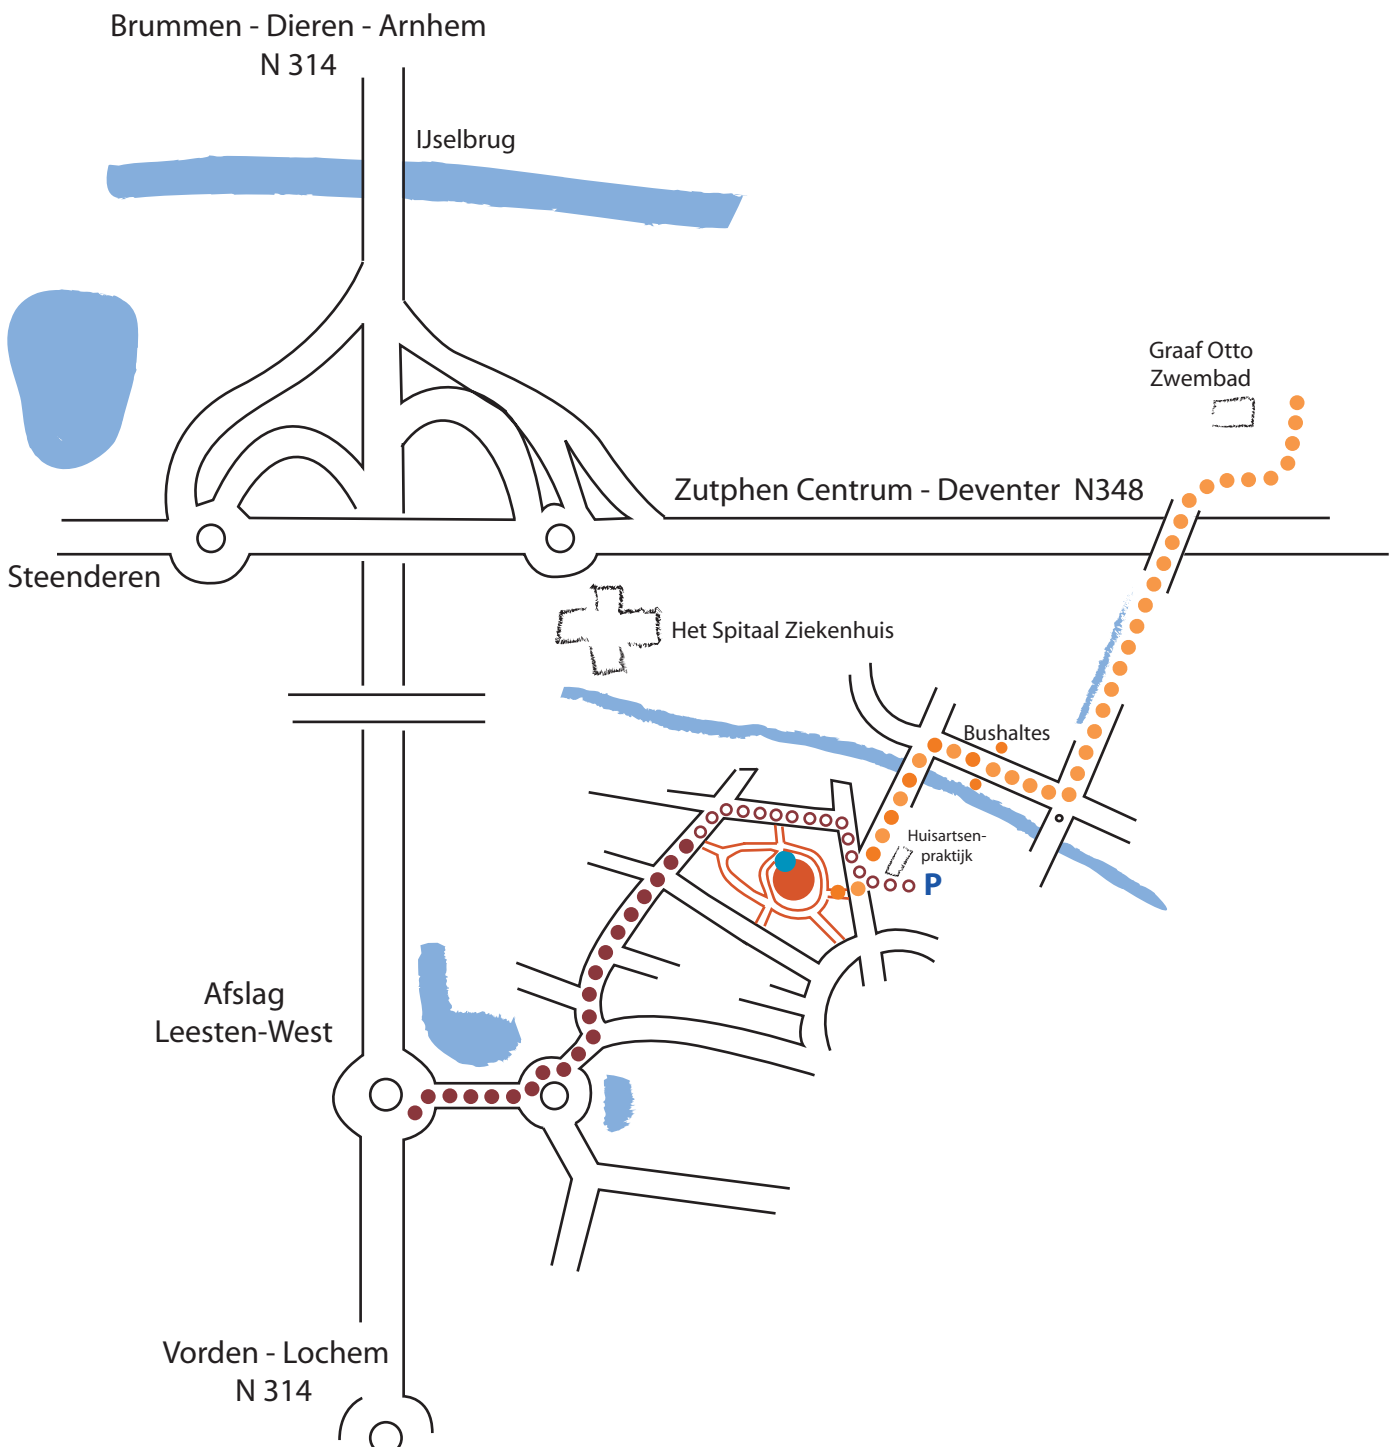 Brummen - Dieren - Arnhem
N 314
IJselbrug
Graaf Otto
Zwembad
Zutphen Centrum - Deventer N348
Steenderen
Het Spitaal Ziekenhuis
Bushaltes
Huisartsen-
praktijk
P
Afslag
Leesten-West
Vorden - Lochem
N 314